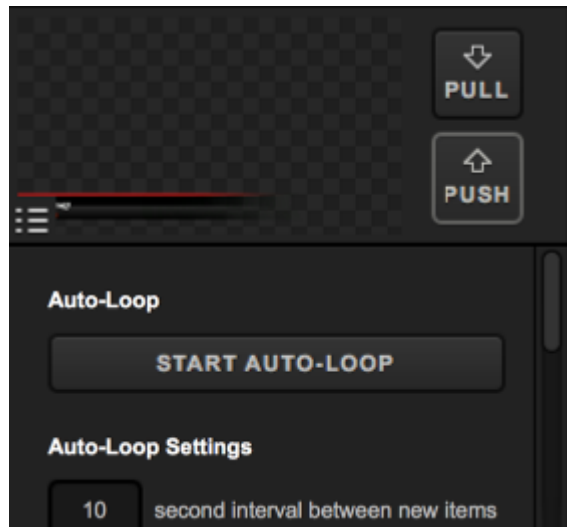 PULL
PUSH
Auto-Loop
START AUTO-LOOP
Auto-Loop Settings
10 second interval between new items